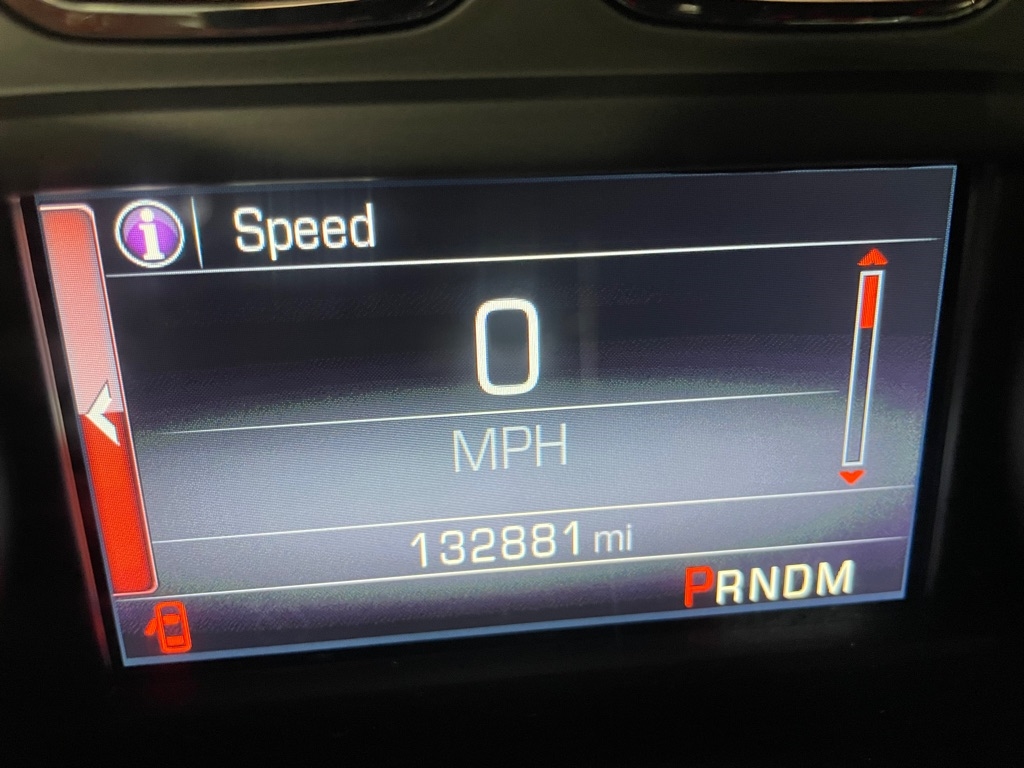 i Speed
0
MPH
132881 mi
PRNDM